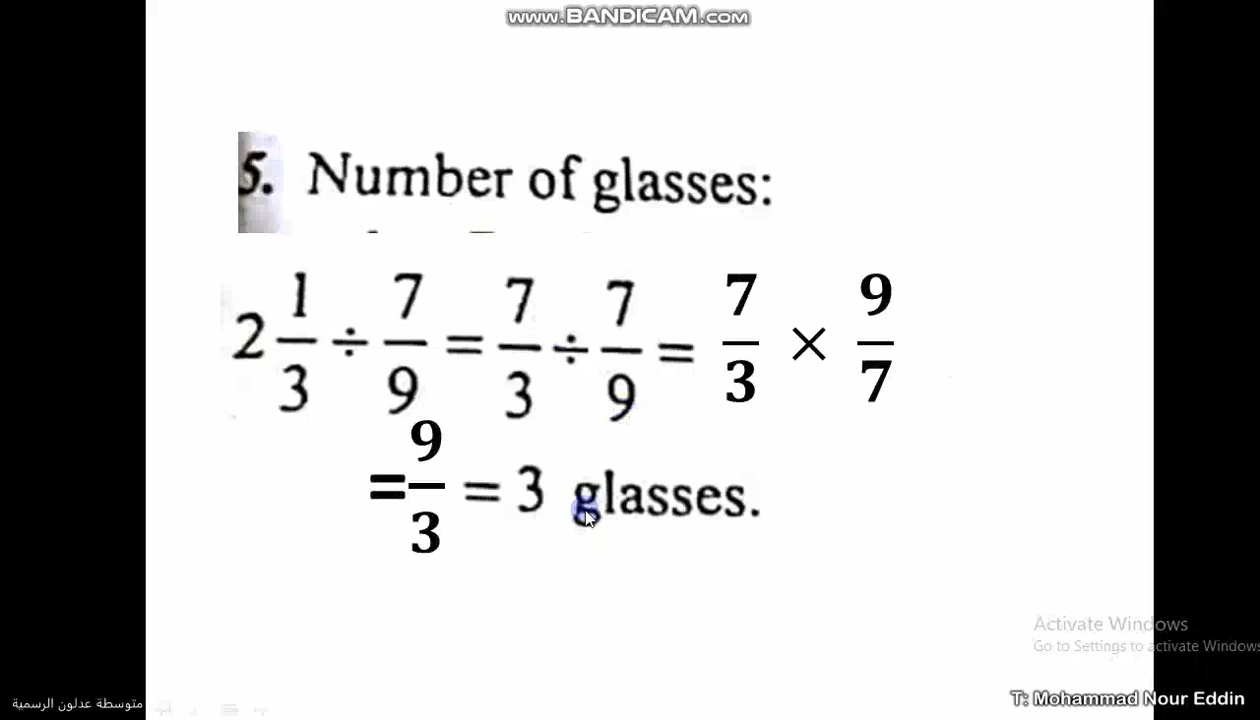 www.BANDICAM.com
5. Number of glasses:
2 1/3 ÷ 7/9 = 7/3 ÷ 7/9 = 7/3 × 9/7
= 9/3 = 3 glasses.
Activate Windows
Go to Settings to activate Windows
متوسطة عدلون الرسمية
T: Mohammad Nour Eddin